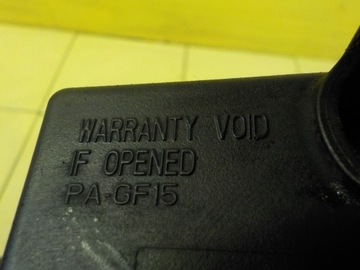 WARRANTY VOID
IF OPENED
PA-GF15